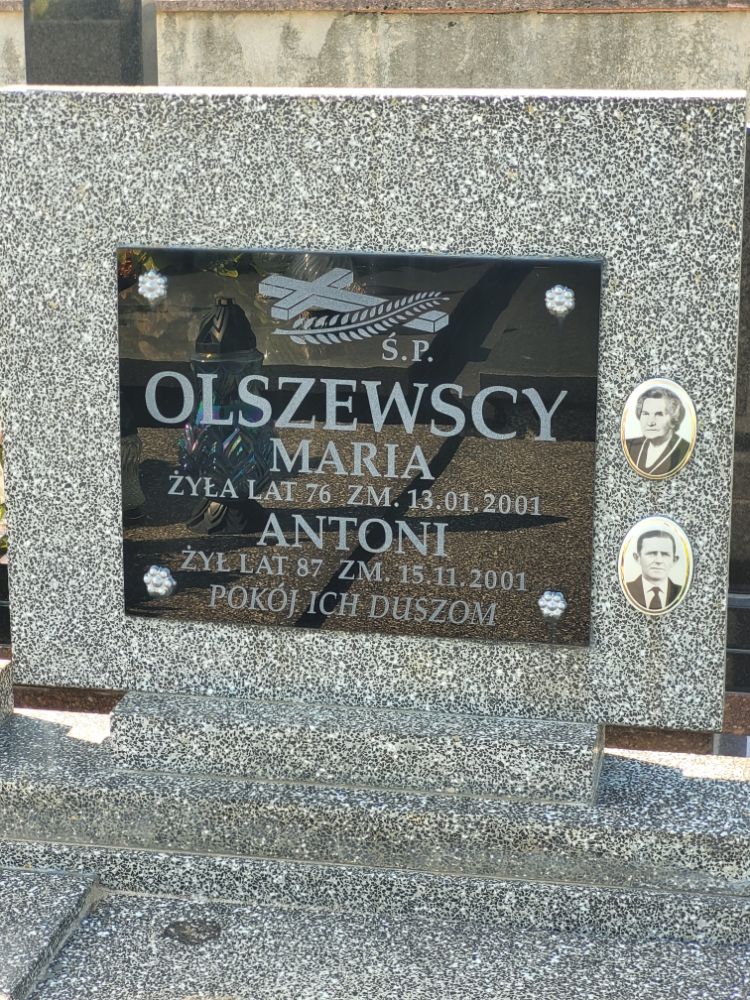 Ś.P.
OLSZEWSCY
MARIA
ŻYŁA LAT 76 ZM. 13.01.2001
ANTONI
ŻYŁ LAT 87 ZM. 15.11.2001
POKÓJ ICH DUSZOM